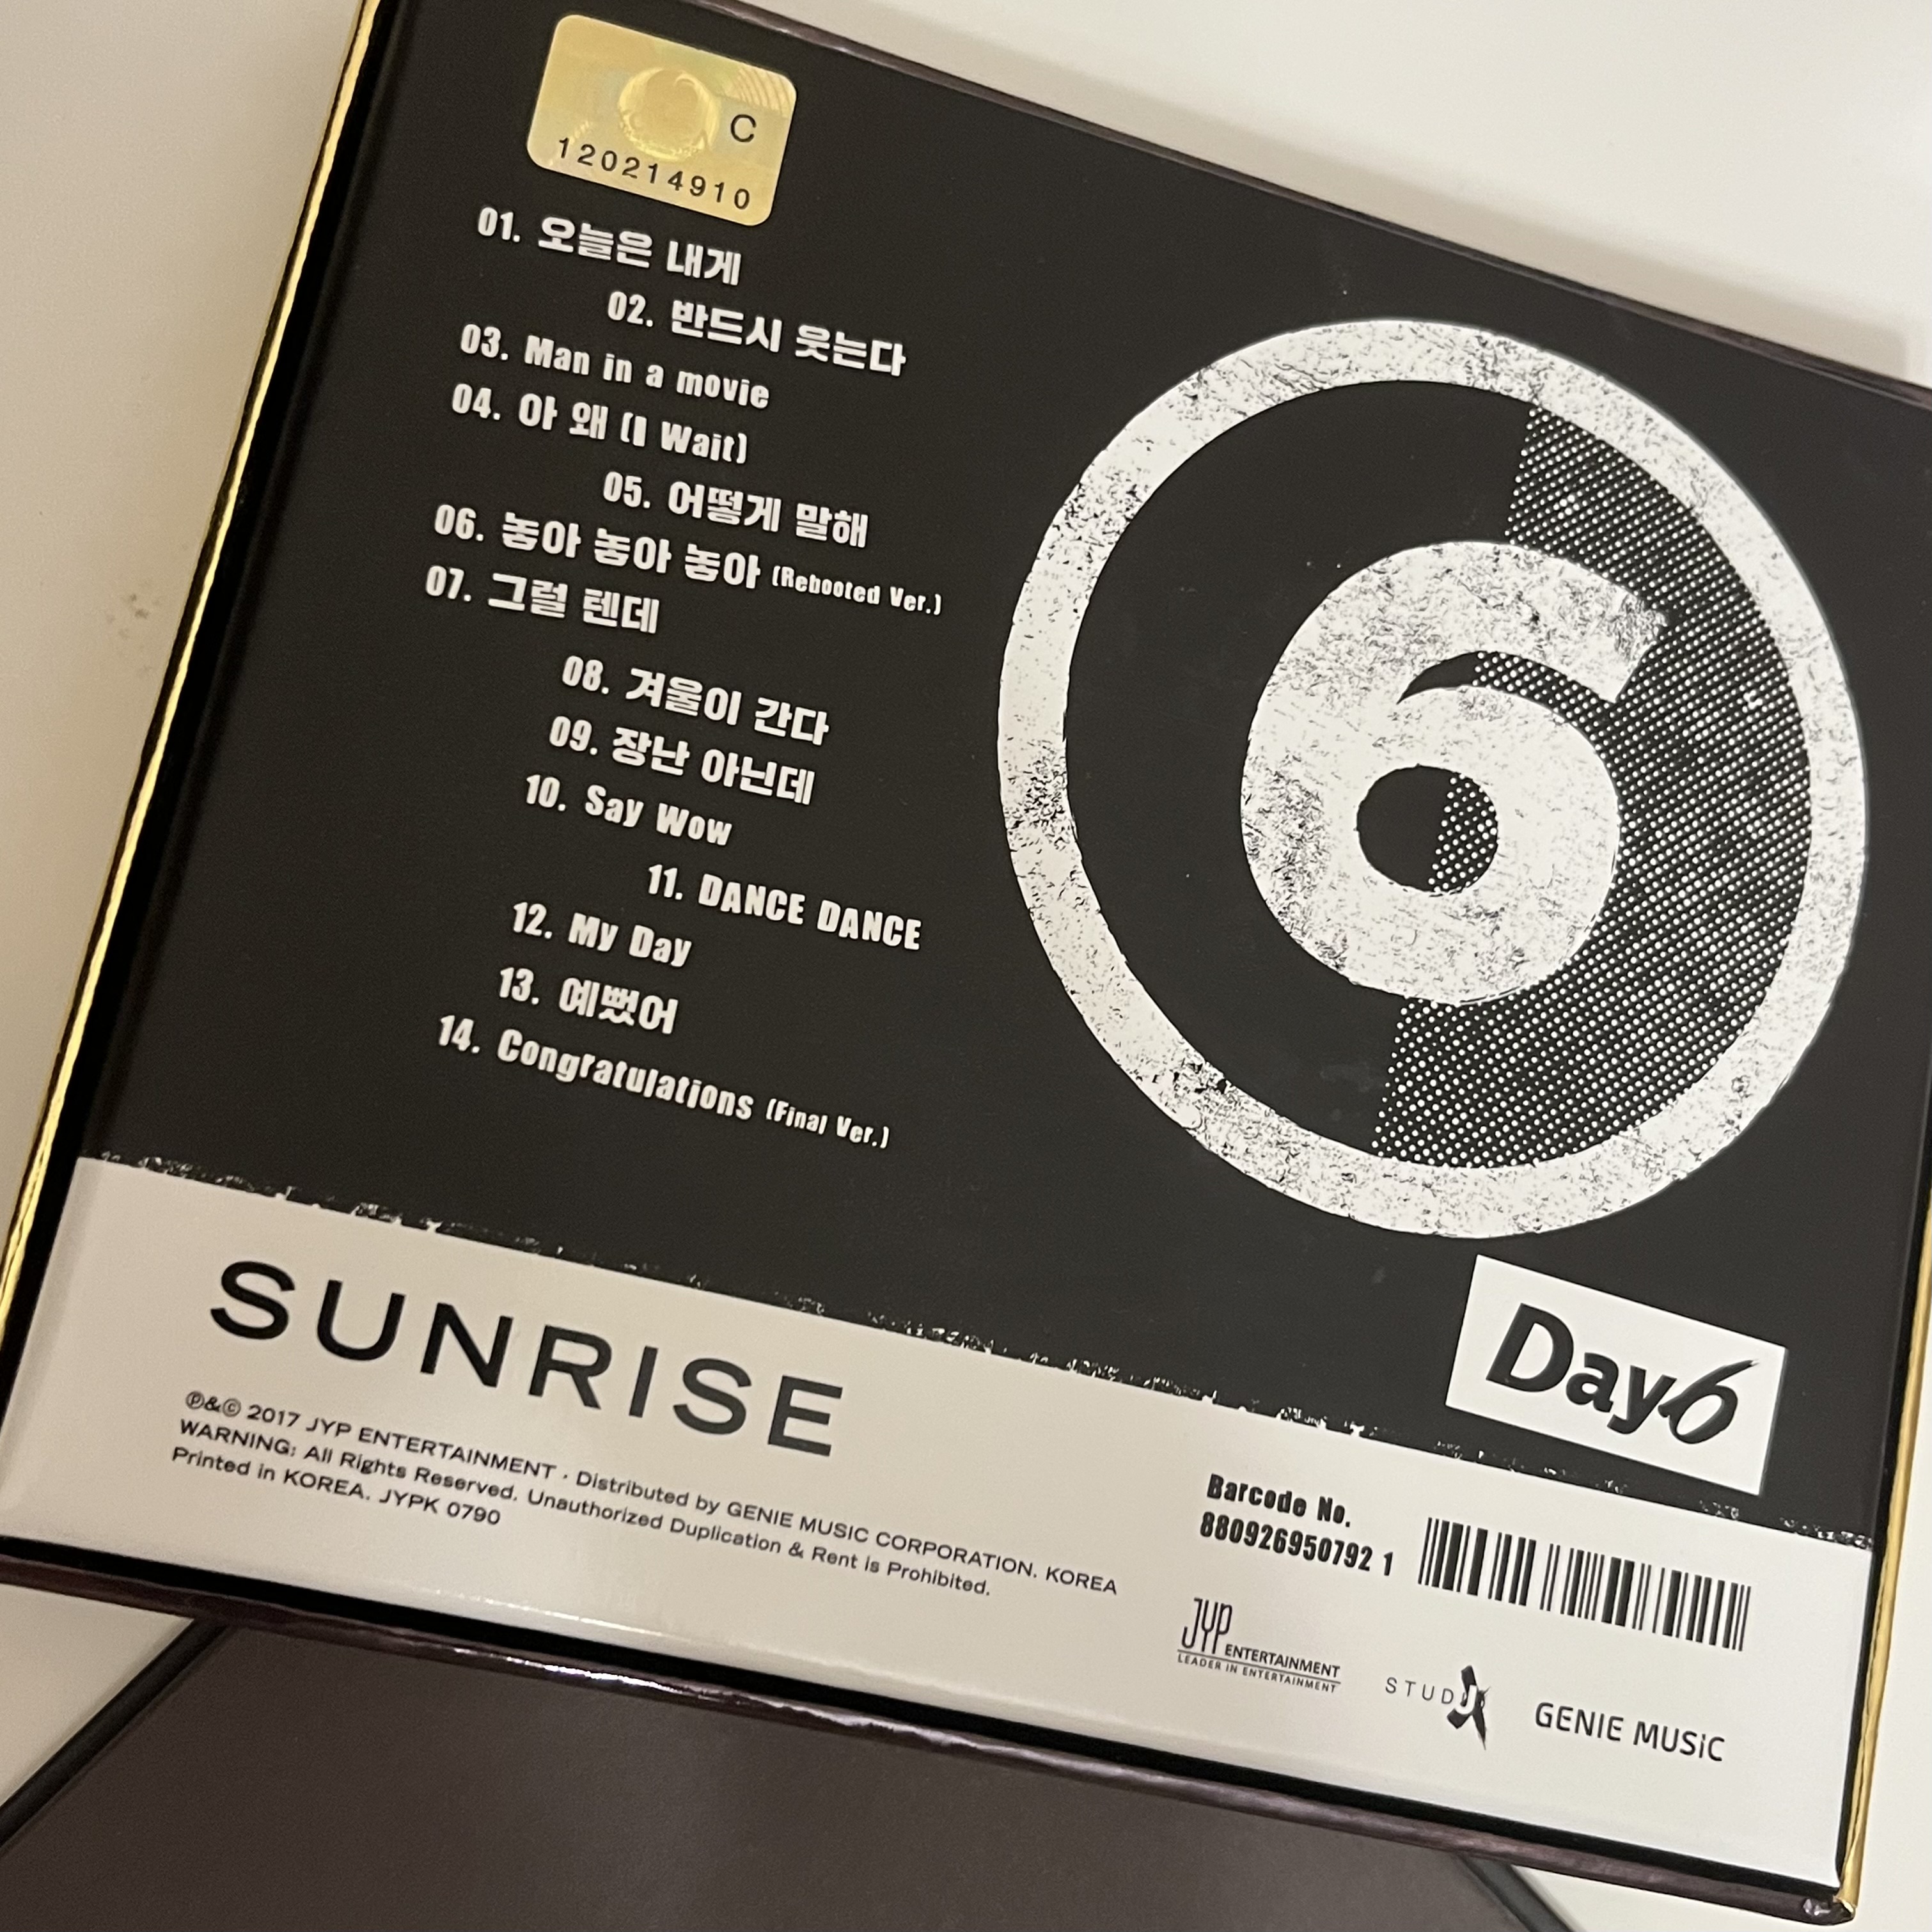 C
120214910
01. 오늘은 내게
02. 반드시 웃는다
03. Man in a movie
04. 아 왜 (I Wait)
05. 어떻게 말해
06. 놓아 놓아 놓아 (Rebooted Ver.)
07. 그럴 텐데
08. 겨울이 간다
09. 장난 아닌데
10. Say Wow
11. DANCE DANCE
12. My Day
13. 예뻤어
14. Congratulations (Final Ver.)
6
Day6
SUNRISE
℗&© 2017 JYP ENTERTAINMENT · Distributed by GENIE MUSIC CORPORATION. KOREA
WARNING: All Rights Reserved. Unauthorized Duplication & Rent is Prohibited.
Printed in KOREA. JYPK 0790
Barcode No.
880926950792 1
JYP ENTERTAINMENT
LEADER IN ENTERTAINMENT
STUDIO J
GENIE MUSiC